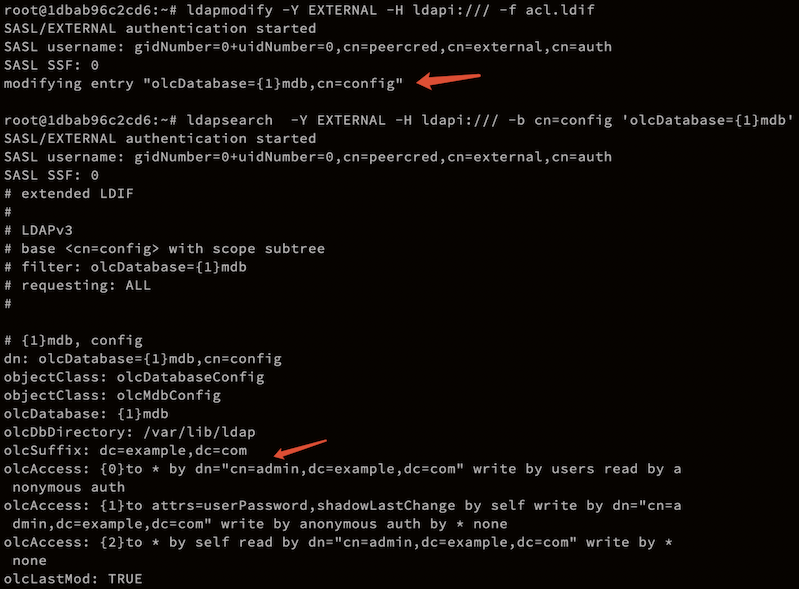 root@1dbab96c2cd6:~# ldapmodify -Y EXTERNAL -H ldapi:/// -f acl.ldif
SASL/EXTERNAL authentication started
SASL username: gidNumber=0+uidNumber=0,cn=peercred,cn=external,cn=auth
SASL SSF: 0
modifying entry "olcDatabase={1}mdb,cn=config"

root@1dbab96c2cd6:~# ldapsearch  -Y EXTERNAL -H ldapi:/// -b cn=config 'olcDatabase={1}mdb'
SASL/EXTERNAL authentication started
SASL username: gidNumber=0+uidNumber=0,cn=peercred,cn=external,cn=auth
SASL SSF: 0
# extended LDIF
#
# LDAPv3
# base <cn=config> with scope subtree
# filter: olcDatabase={1}mdb
# requesting: ALL
#

# {1}mdb, config
dn: olcDatabase={1}mdb,cn=config
objectClass: olcDatabaseConfig
objectClass: olcMdbConfig
olcDatabase: {1}mdb
olcDbDirectory: /var/lib/ldap
olcSuffix: dc=example,dc=com
olcAccess: {0}to * by dn="cn=admin,dc=example,dc=com" write by users read by a
 nonymous auth
olcAccess: {1}to attrs=userPassword,shadowLastChange by self write by dn="cn=a
 dmin,dc=example,dc=com" write by anonymous auth by * none
olcAccess: {2}to * by self read by dn="cn=admin,dc=example,dc=com" write by *
 none
olcLastMod: TRUE